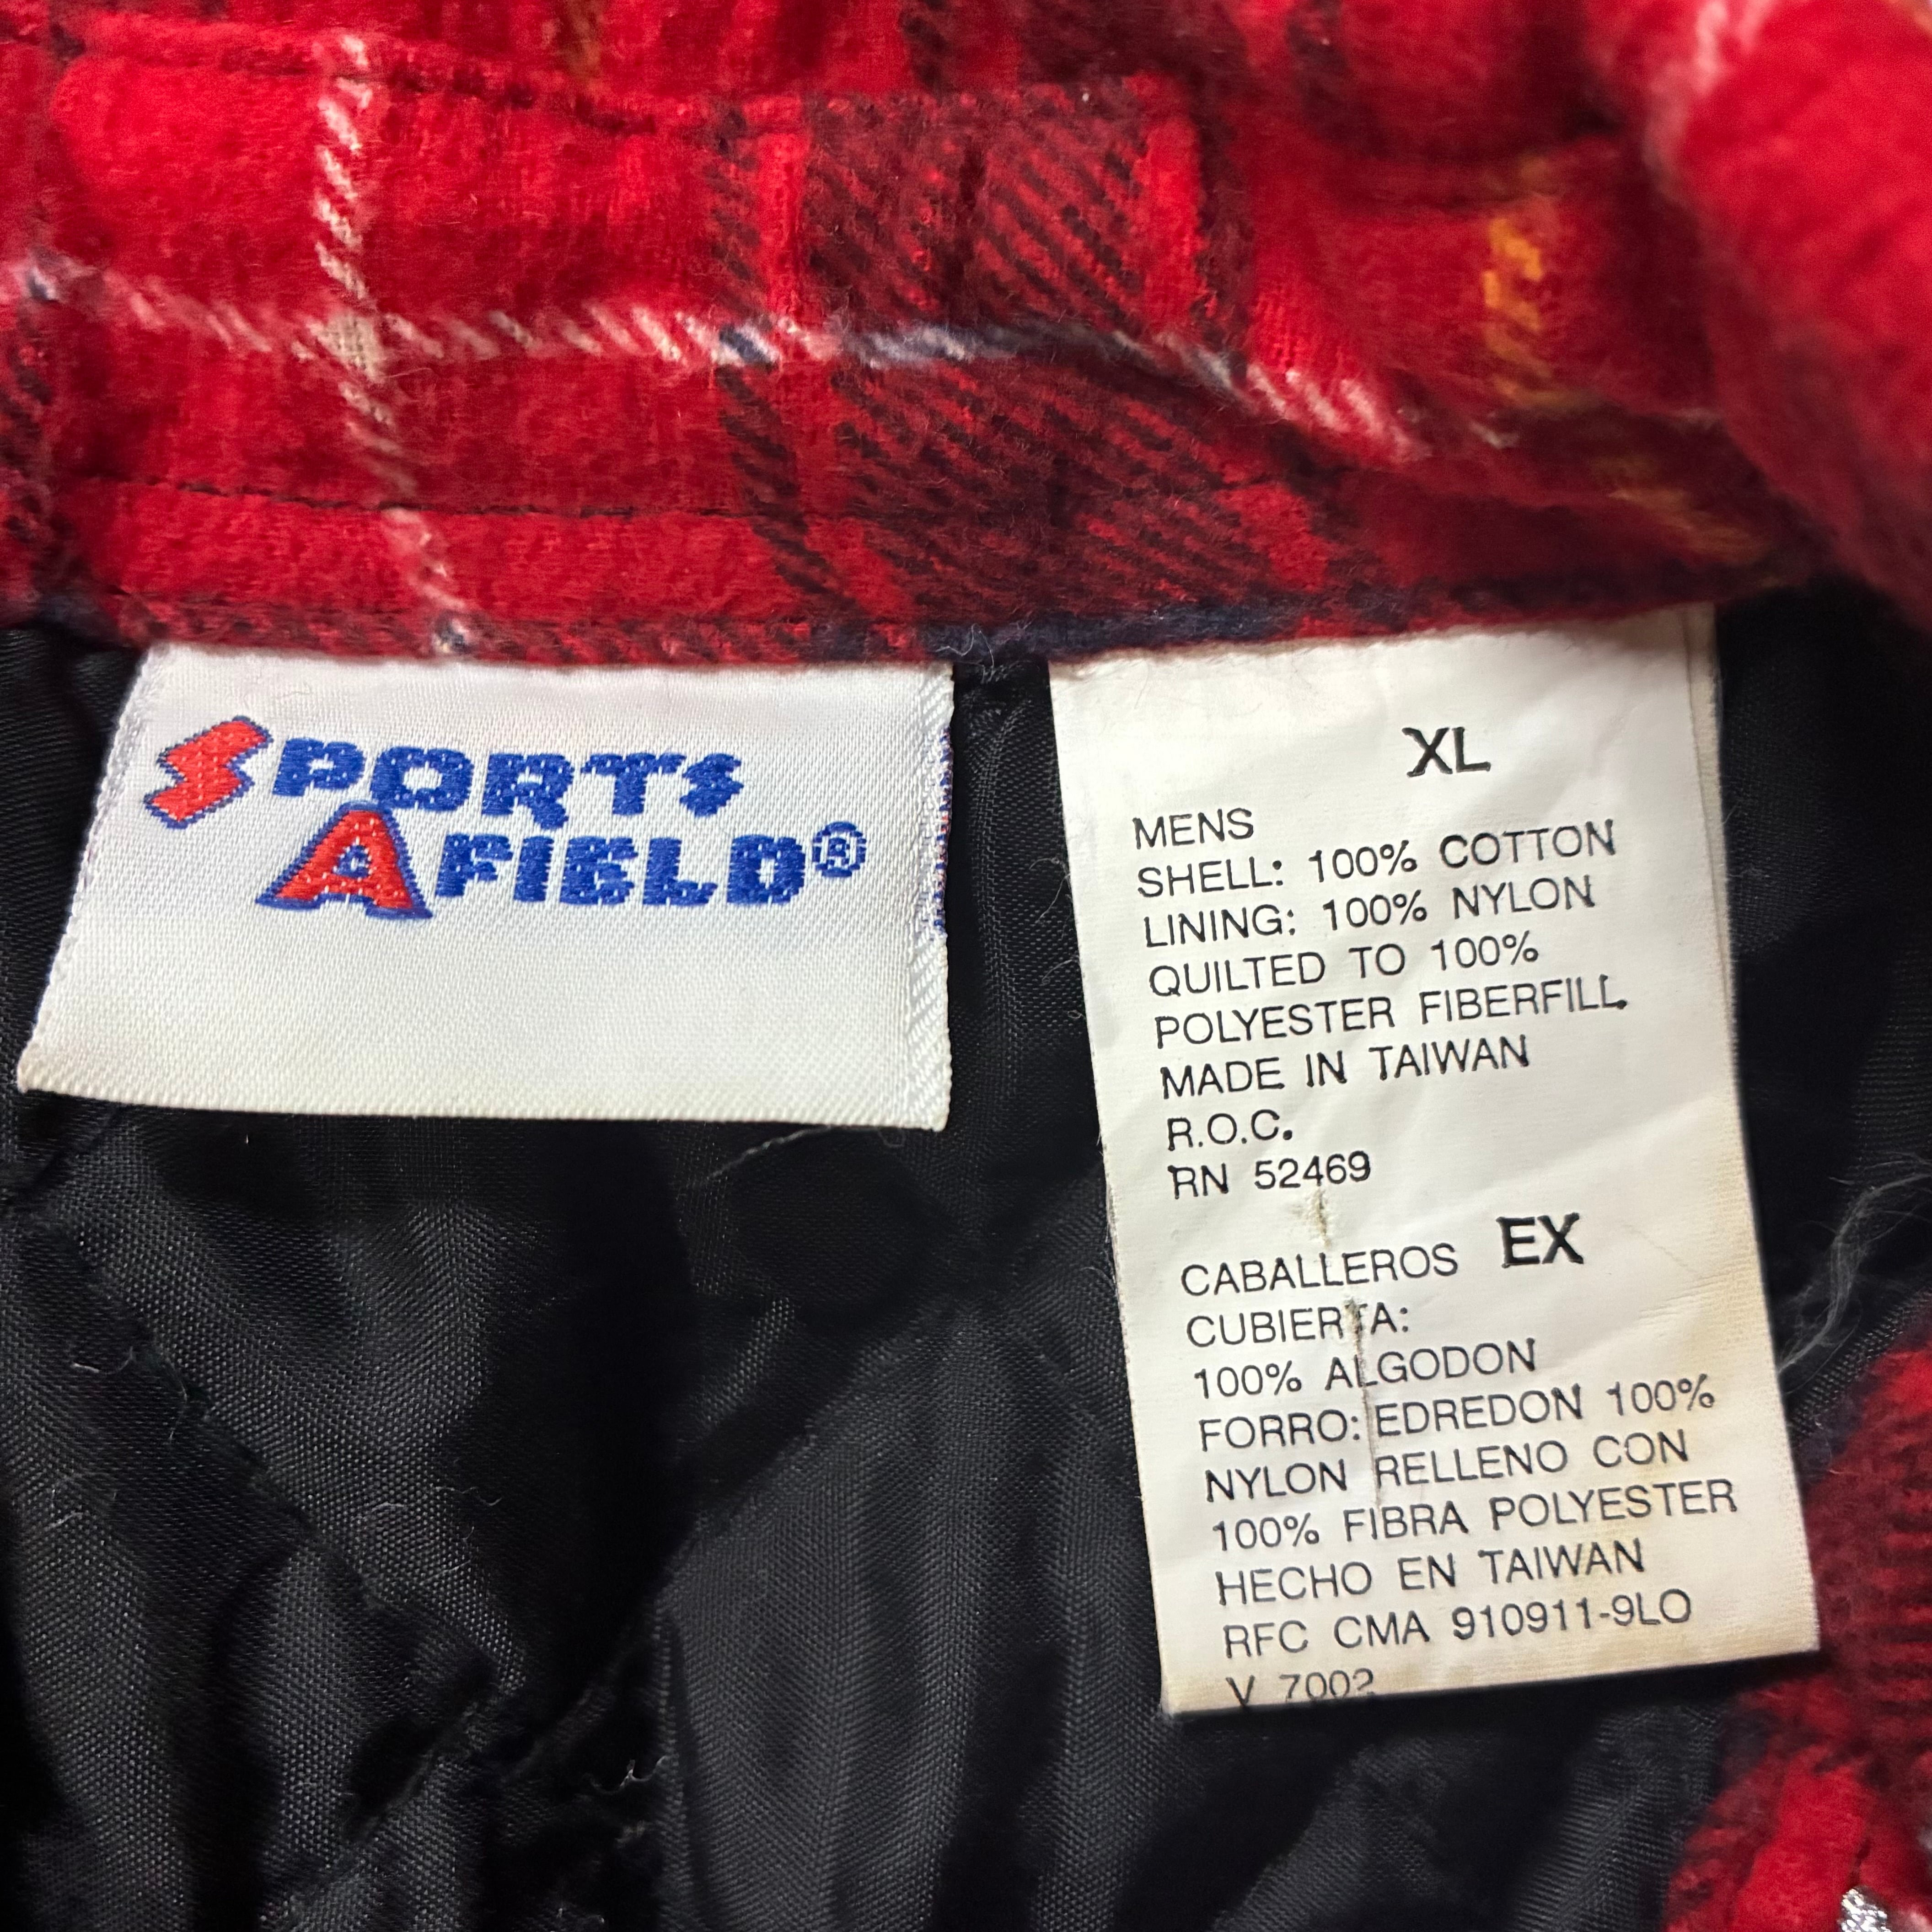 SPORTS
AFIELD®
XL
MENS
SHELL: 100% COTTON
LINING: 100% NYLON
QUILTED TO 100%
POLYESTER FIBERFILL
MADE IN TAIWAN
R.O.C.
RN 52469
CABALLEROS EX
CUBIERTA:
100% ALGODON
FORRO: EDREDON 100%
NYLON RELLENO CON
100% FIBRA POLYESTER
HECHO EN TAIWAN
RFC CMA 910911-9LO
V 7002